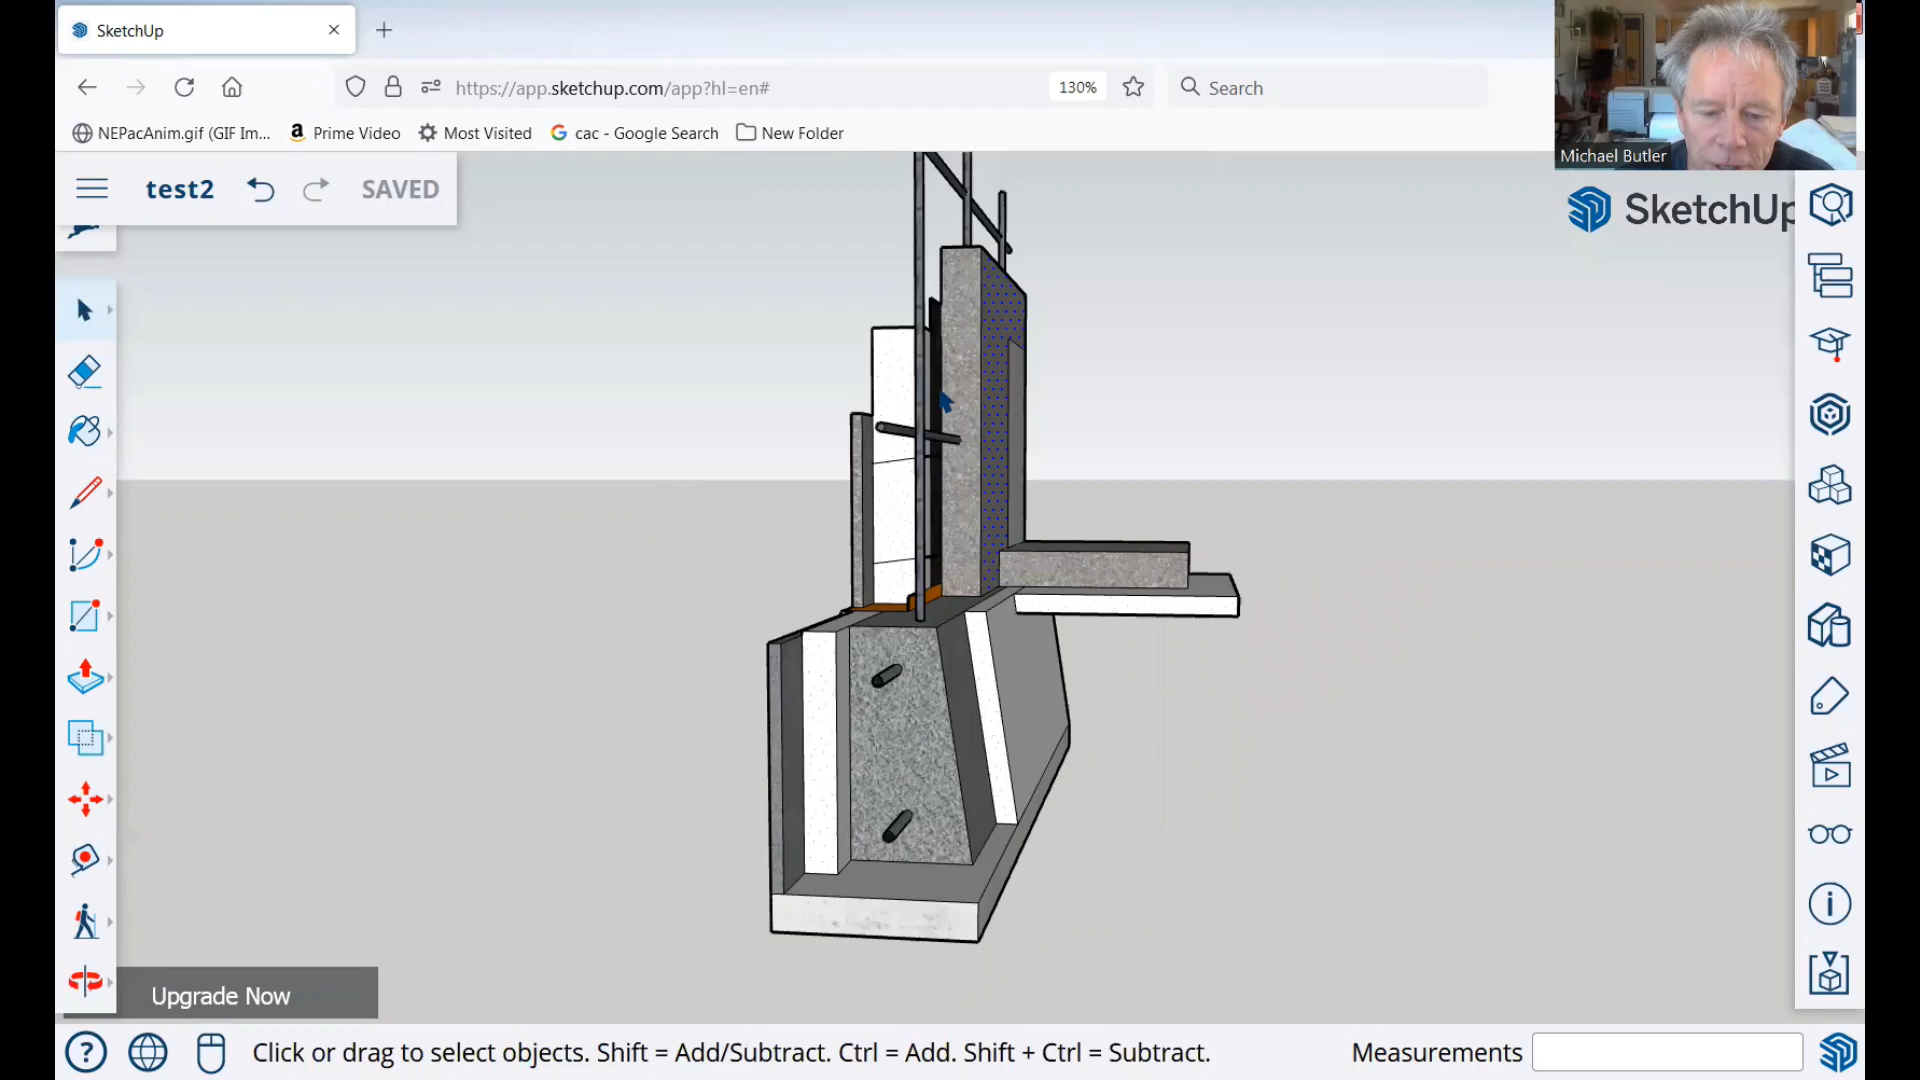 SketchUp
https://app.sketchup.com/app?hl=en#
130%
Search
NEPacAnim.gif (GIF Im...
Prime Video
Most Visited
cac - Google Search
New Folder
Michael Butler
test2
SAVED
SketchUp
Upgrade Now
Click or drag to select objects. Shift = Add/Subtract. Ctrl = Add. Shift + Ctrl = Subtract.
Measurements